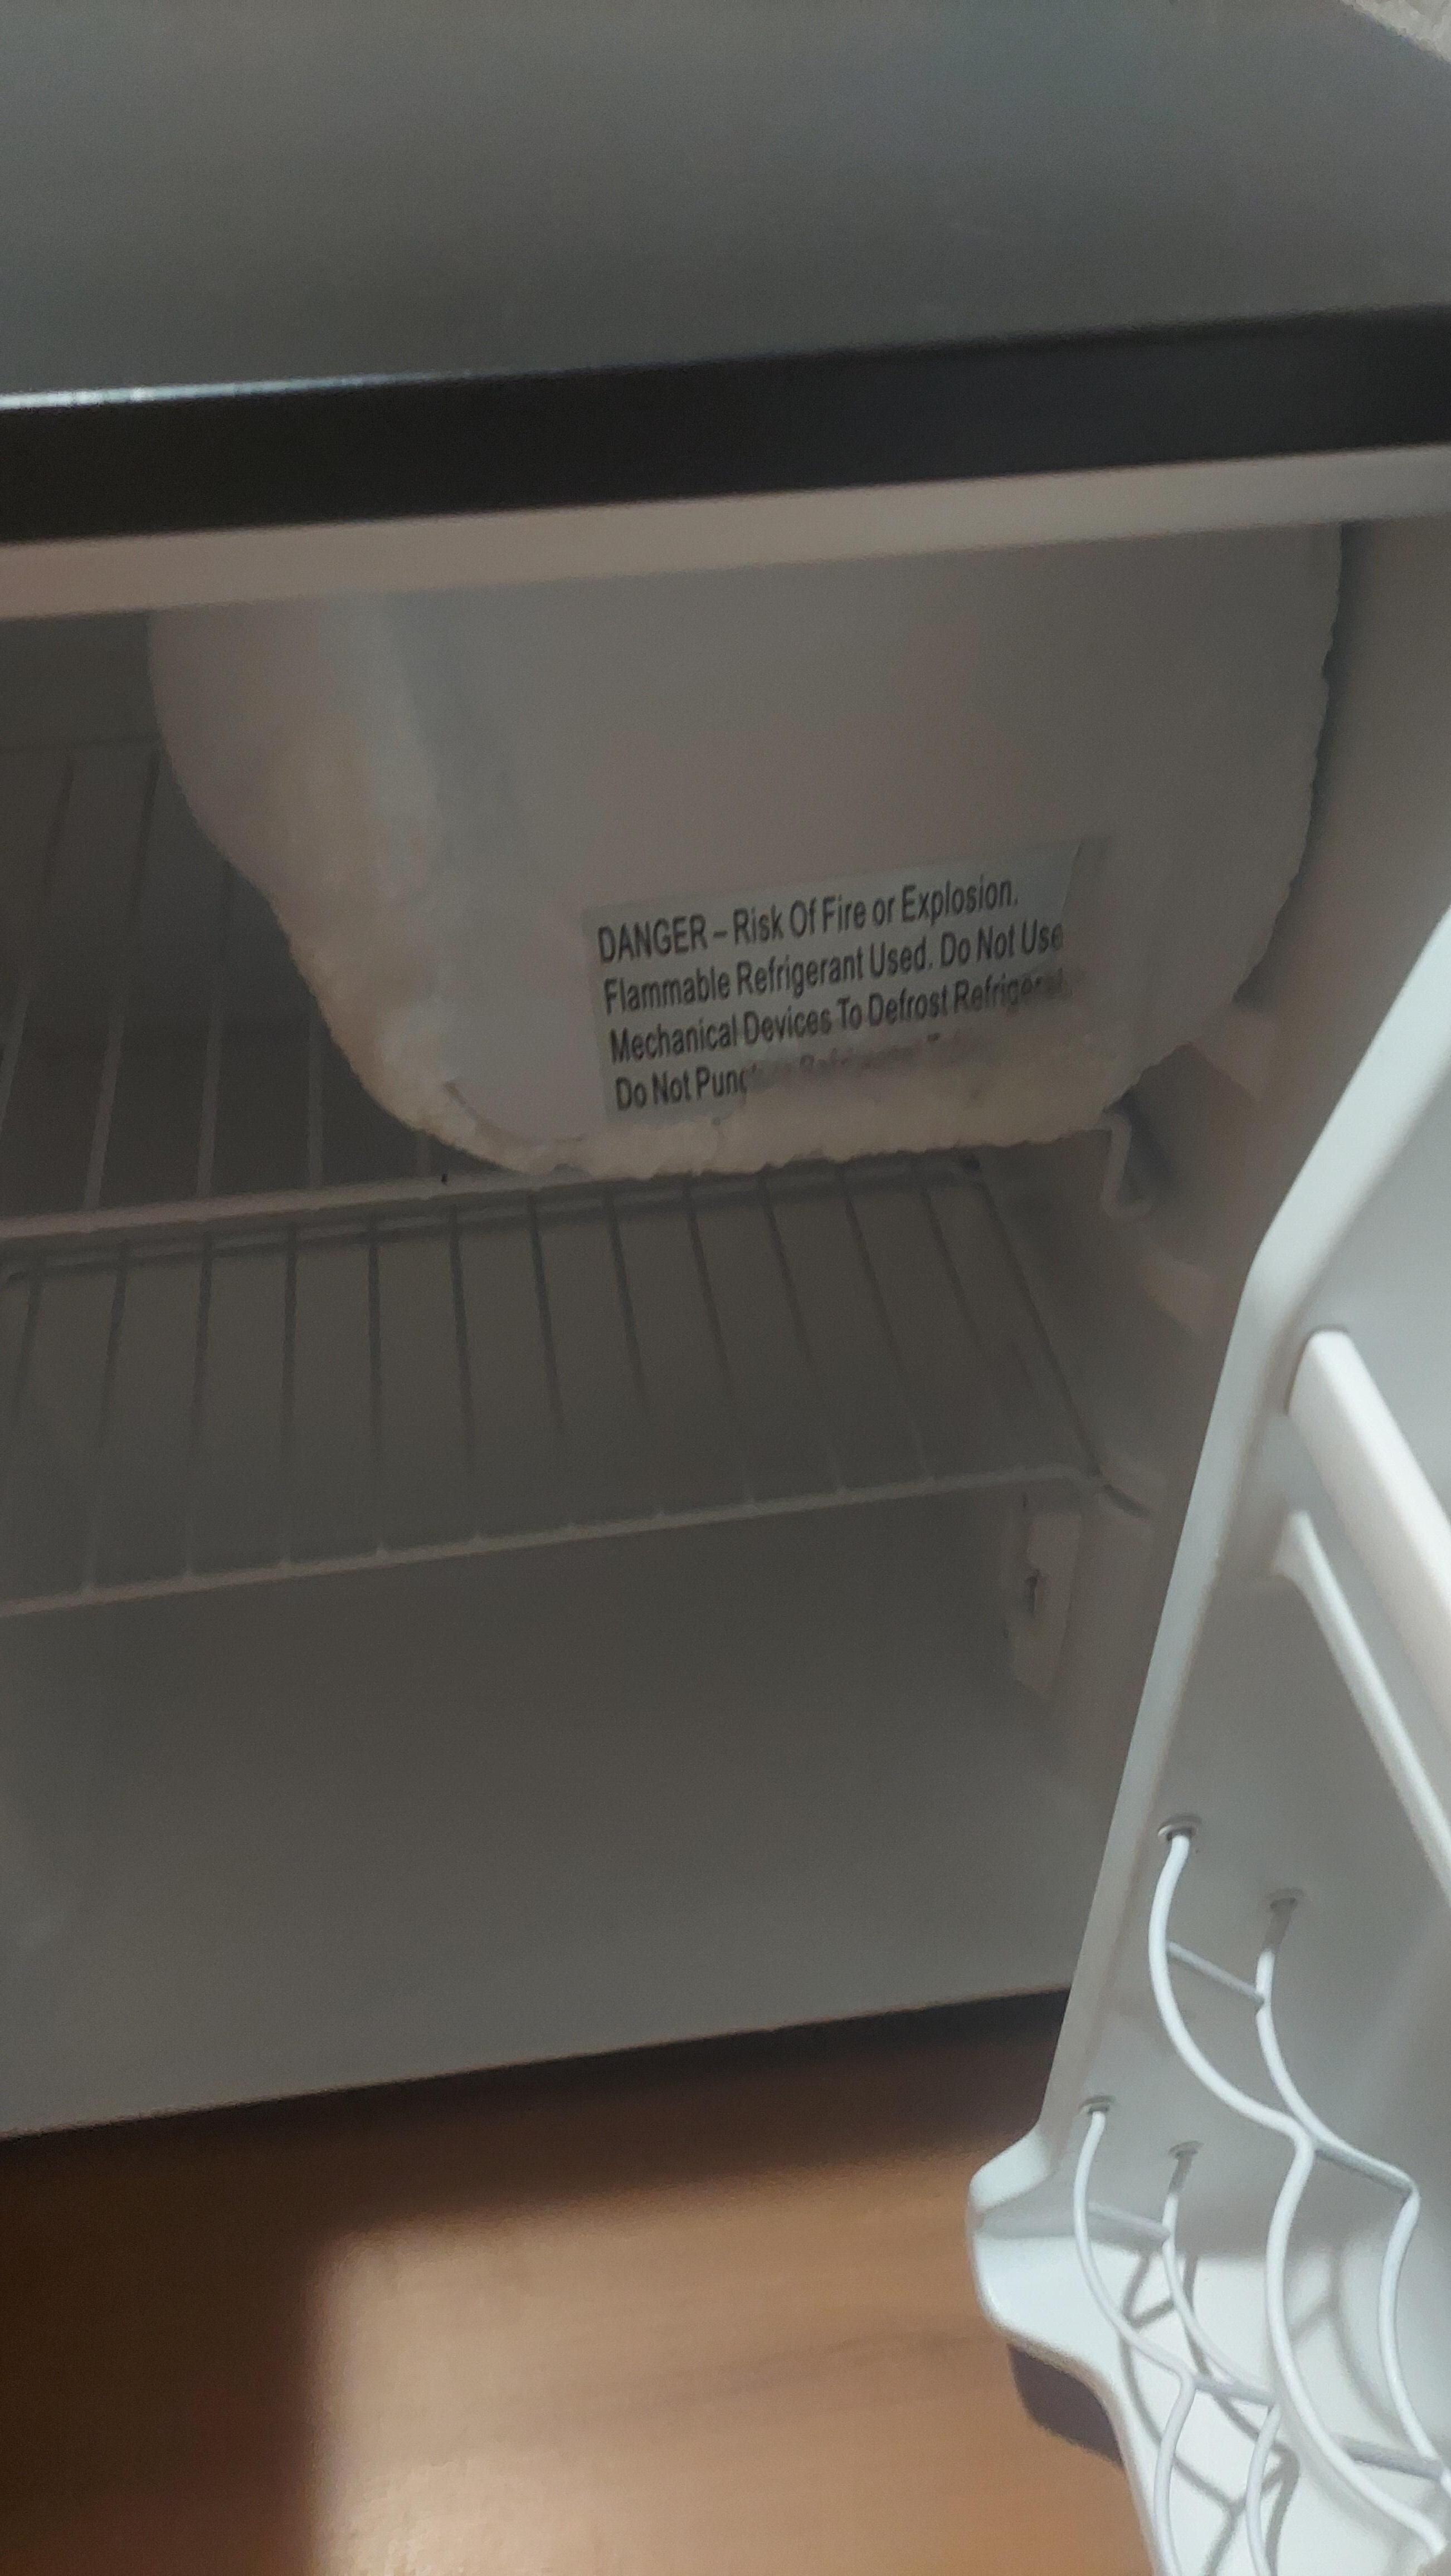 DANGER – Risk Of Fire or Explosion.
Flammable Refrigerant Used. Do Not Use
Mechanical Devices To Defrost
Do Not